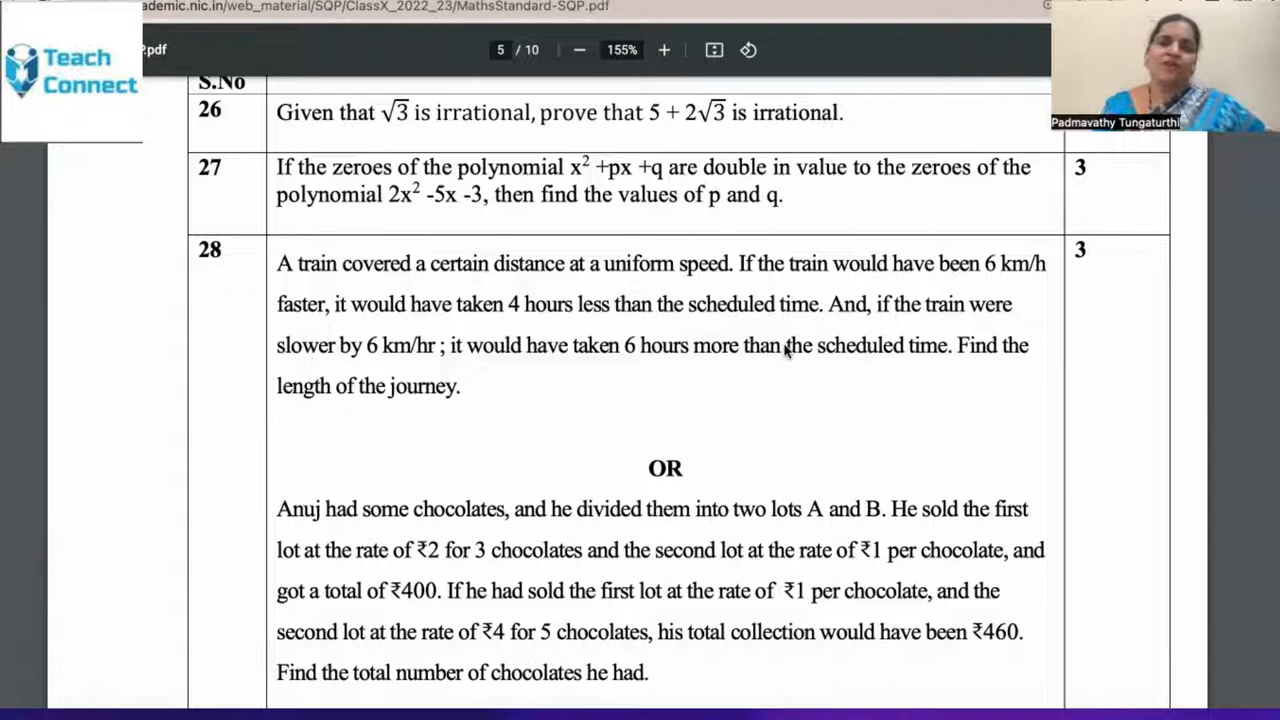 ademic.nic.in/web_material/SQP/ClassX_2022_23/MathsStandard-SQP.pdf
Teach
Connect
.pdf
5 / 10
155%
Padmavathy Tungaturthi
S.No
26
Given that √3 is irrational, prove that 5 + 2√3 is irrational.
27
If the zeroes of the polynomial x² +px +q are double in value to the zeroes of the
polynomial 2x² -5x -3, then find the values of p and q.
3
28
A train covered a certain distance at a uniform speed. If the train would have been 6 km/h
faster, it would have taken 4 hours less than the scheduled time. And, if the train were
slower by 6 km/hr ; it would have taken 6 hours more than the scheduled time. Find the
length of the journey.
3
OR
Anuj had some chocolates, and he divided them into two lots A and B. He sold the first
lot at the rate of ₹2 for 3 chocolates and the second lot at the rate of ₹1 per chocolate, and
got a total of ₹400. If he had sold the first lot at the rate of ₹1 per chocolate, and the
second lot at the rate of ₹4 for 5 chocolates, his total collection would have been ₹460.
Find the total number of chocolates he had.